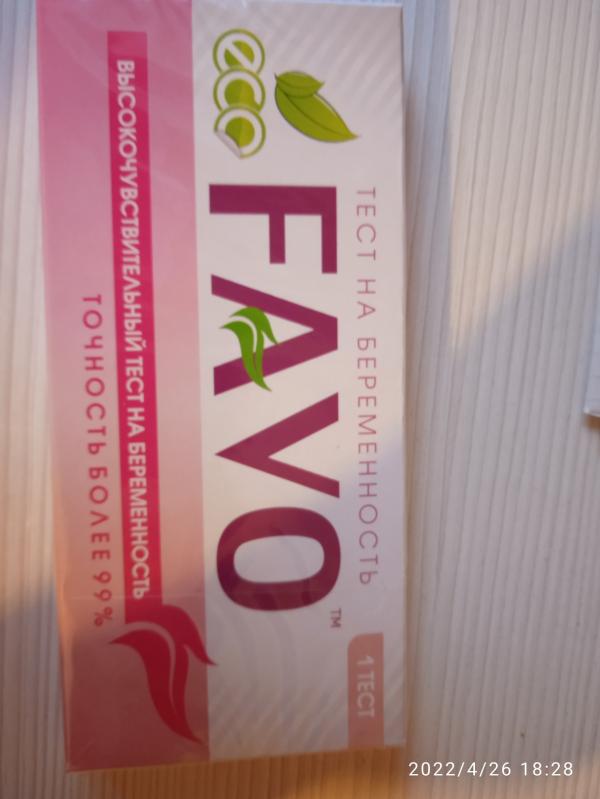 ТЕСТ НА БЕРЕМЕННОСТЬ
eco
FAVO™
1 ТЕСТ
ВЫСОКОЧУВСТВИТЕЛЬНЫЙ ТЕСТ НА БЕРЕМЕННОСТЬ
ТОЧНОСТЬ БОЛЕЕ 99%
2022/4/26 18:28